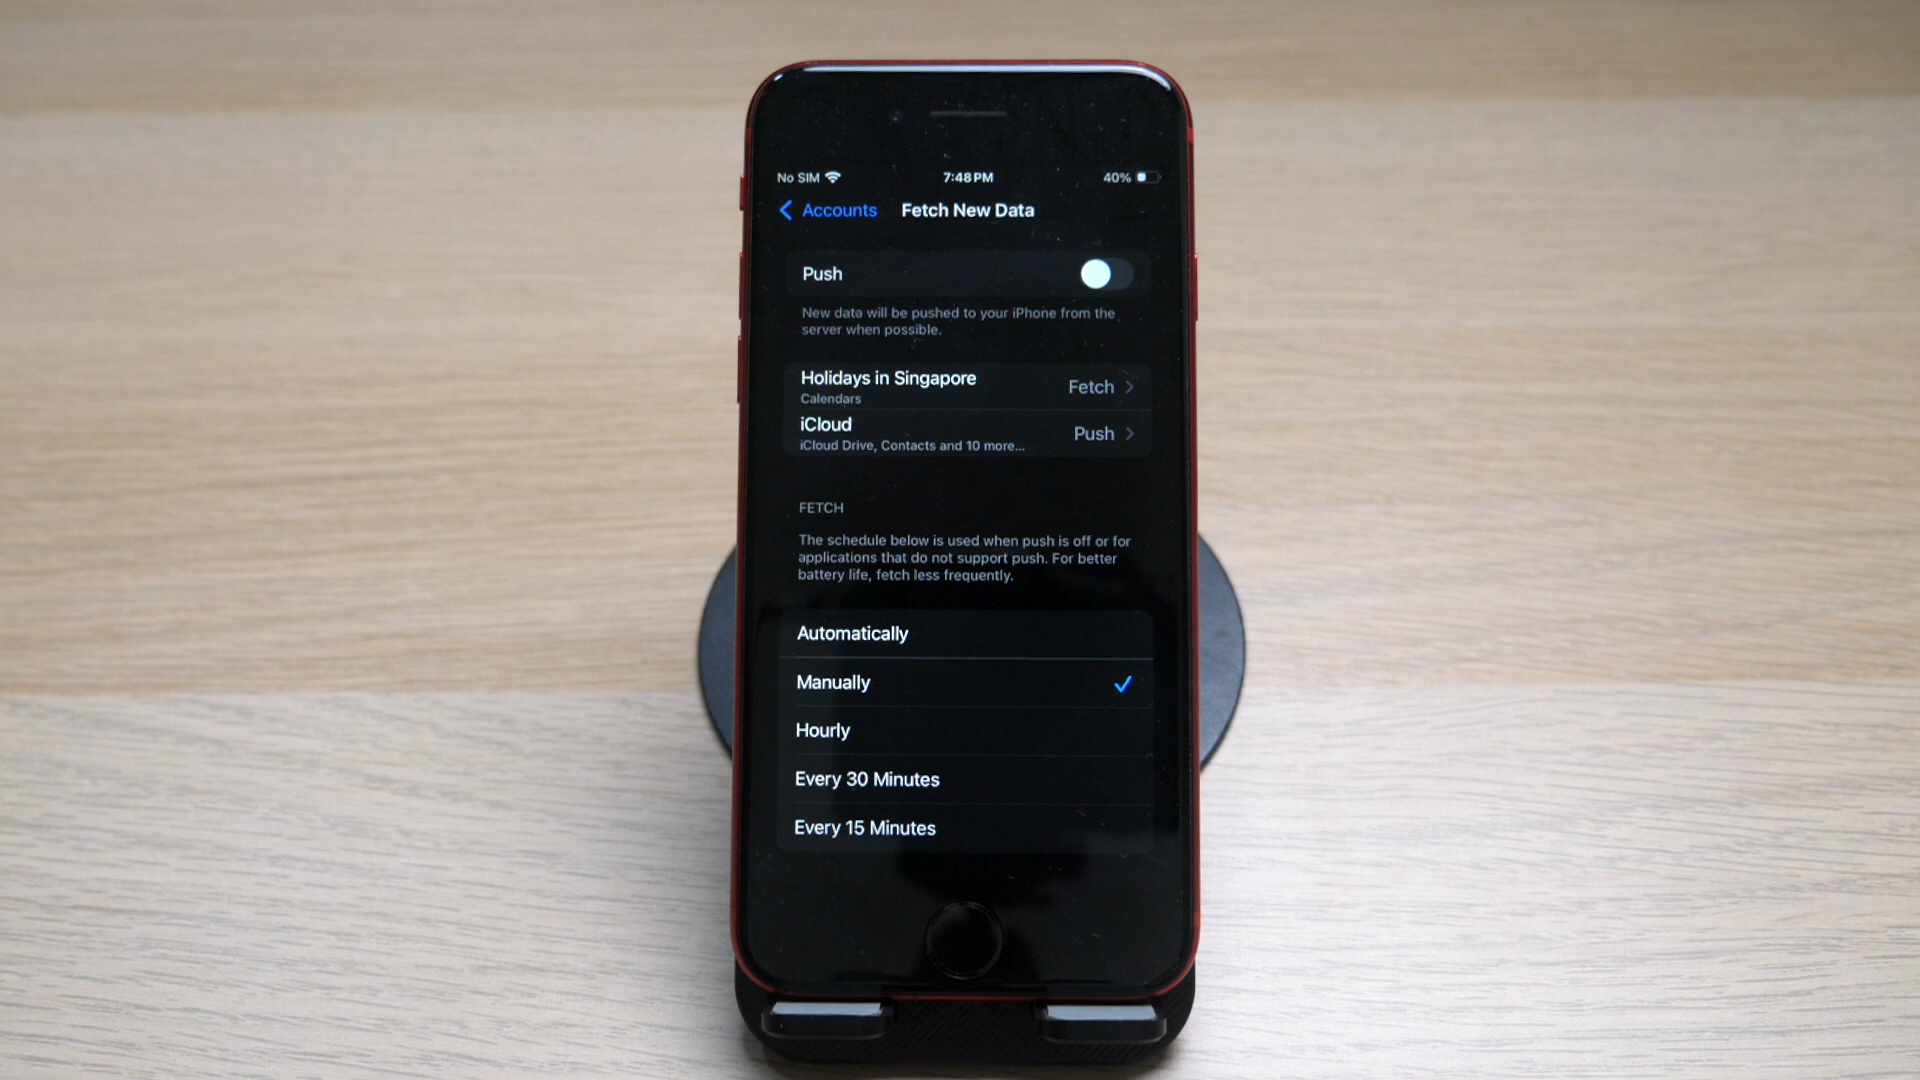 No SIM 7:48 PM 40%
Accounts Fetch New Data
Push
New data will be pushed to your iPhone from the
server when possible.
Holidays in Singapore
Calendars
Fetch
iCloud
iCloud Drive, Contacts and 10 more...
Push
FETCH
The schedule below is used when push is off or for
applications that do not support push. For better
battery life, fetch less frequently.
Automatically
Manually
Hourly
Every 30 Minutes
Every 15 Minutes